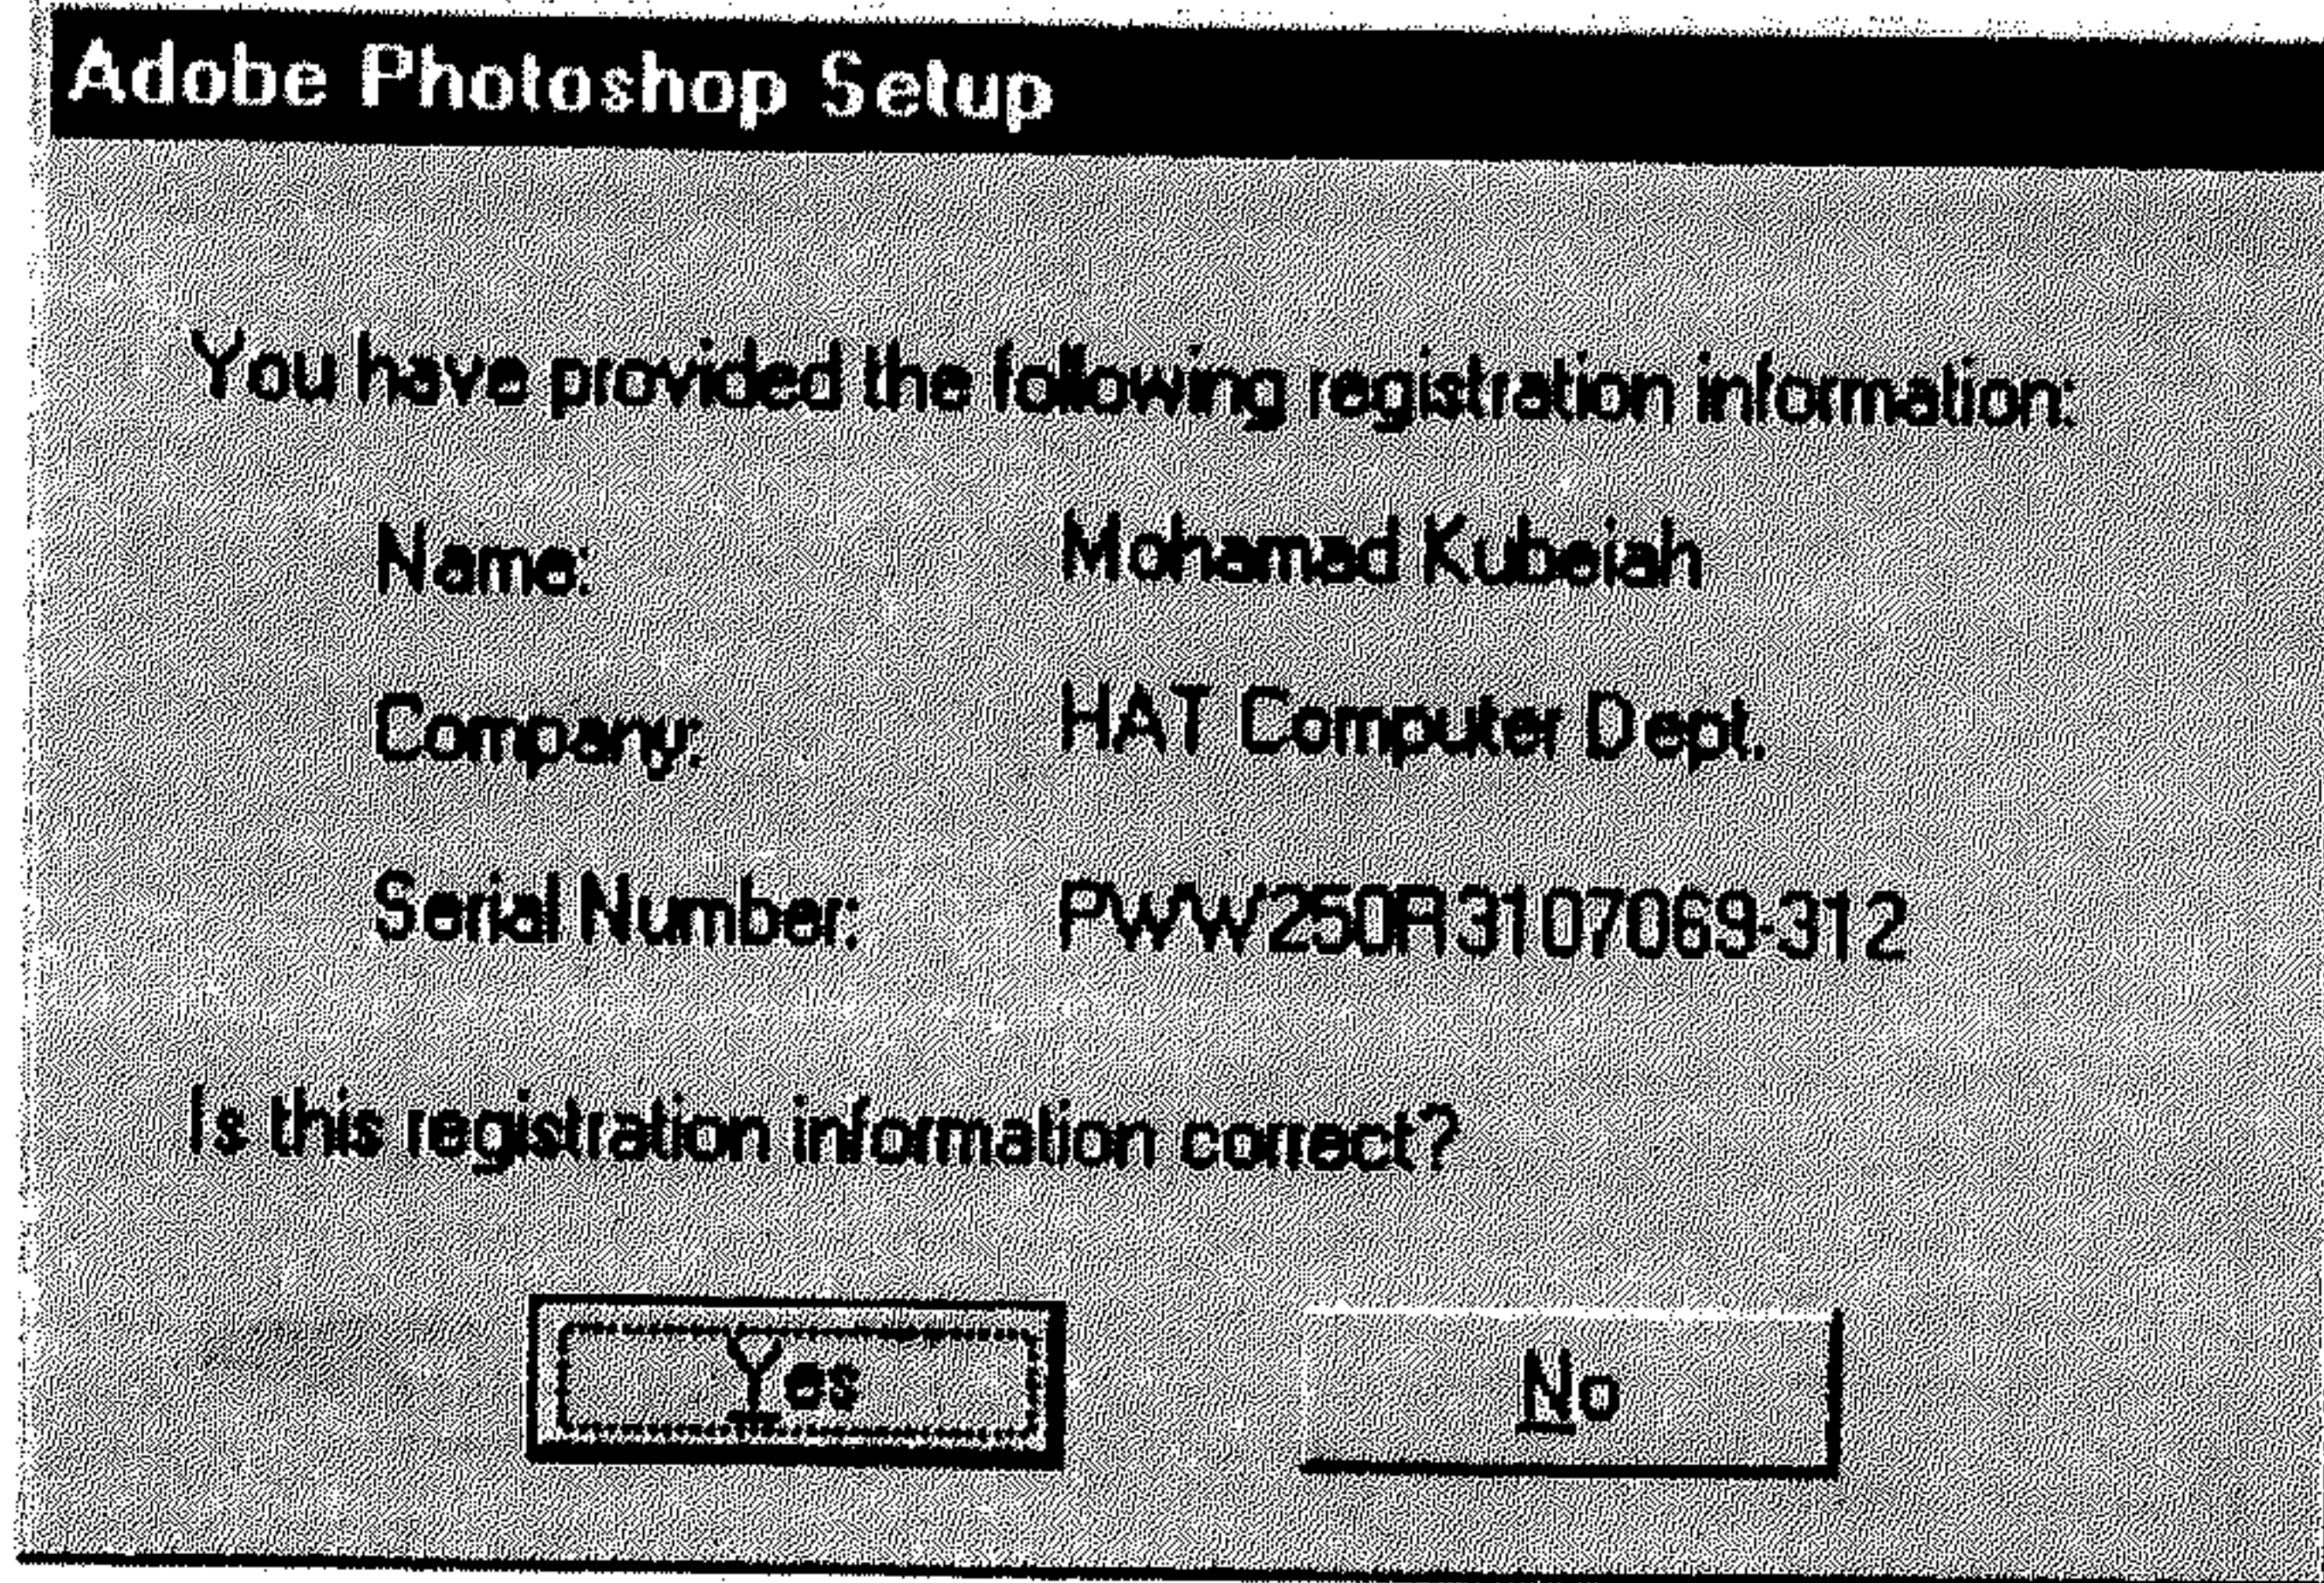 Adobe Photoshop Setup
You have provided the following registration information:
Name: Mohamad Kubeiah
Company: HAT Computer Dept.
Serial Number: PWW250R3107069-312
Is this registration information correct?
Yes No